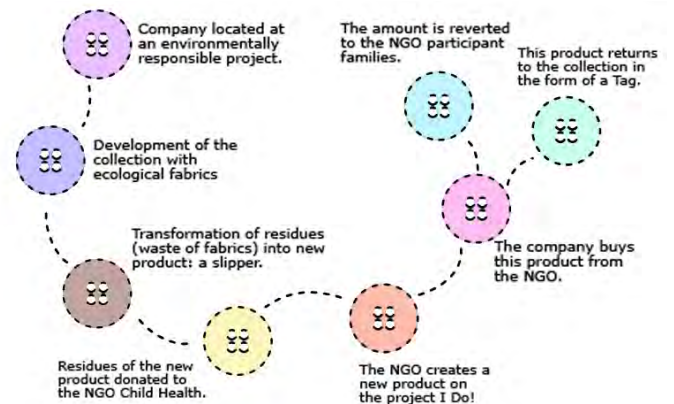 Company located at
an environmentally
responsible project.
Development of the
collection with
ecological fabrics
Transformation of residues
(waste of fabrics) into new
product: a slipper.
Residues of the new
product donated to
the NGO Child Health.
The NGO creates a
new product on
the project I Do!
The company buys
this product from
the NGO.
The amount is reverted
to the NGO participant
families.
This product returns
to the collection in
the form of a Tag.